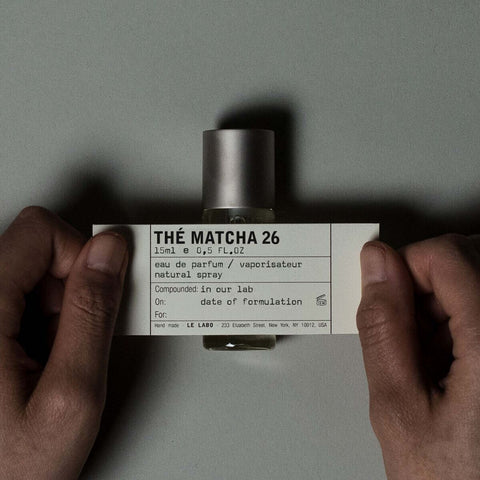 THÉ MATCHA 26
15ml e 0,5 FL.OZ
eau de parfum / vaporisateur
natural spray
Compounded: in our lab
On: date of formulation
For:
Hand made LE LABO - 233 Elizabeth Street, New York, NY 10012, USA